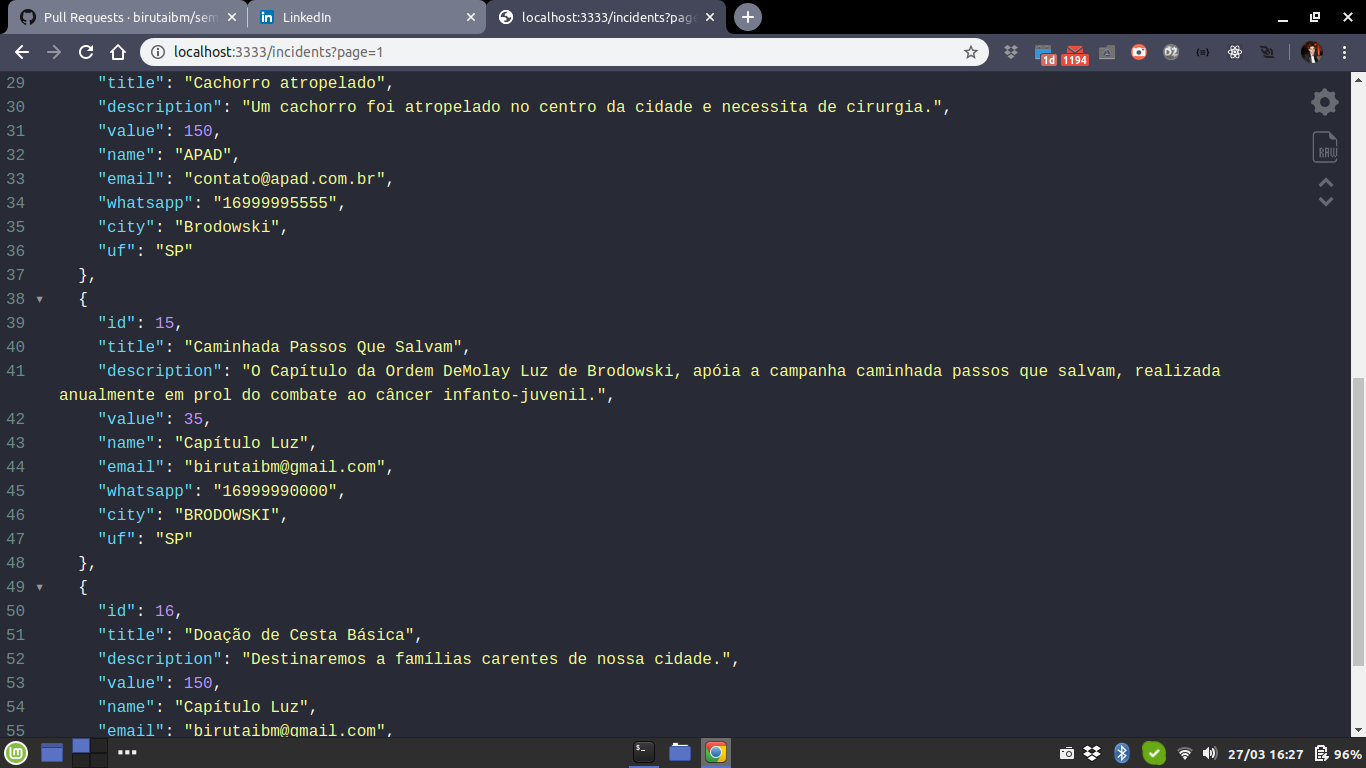 Pull Requests · birutaibm/sem
LinkedIn
localhost:3333/incidents?page
localhost:3333/incidents?page=1
1d
1194
29 "title": "Cachorro atropelado",
30 "description": "Um cachorro foi atropelado no centro da cidade e necessita de cirurgia.",
31 "value": 150,
32 "name": "APAD",
33 "email": "contato@apad.com.br",
34 "whatsapp": "16999995555",
35 "city": "Brodowski",
36 "uf": "SP"
37 },
38 {
39 "id": 15,
40 "title": "Caminhada Passos Que Salvam",
41 "description": "O Capítulo da Ordem DeMolay Luz de Brodowski, apóia a campanha caminhada passos que salvam, realizada
anualmente em prol do combate ao câncer infanto-juvenil.",
42 "value": 35,
43 "name": "Capítulo Luz",
44 "email": "birutaibm@gmail.com",
45 "whatsapp": "16999990000",
46 "city": "BRODOWSKI",
47 "uf": "SP"
48 },
49 {
50 "id": 16,
51 "title": "Doação de Cesta Básica",
52 "description": "Destinaremos a famílias carentes de nossa cidade.",
53 "value": 150,
54 "name": "Capítulo Luz",
55 "email": "birutaibm@gmail.com",
RAW
27/03 16:27
96%